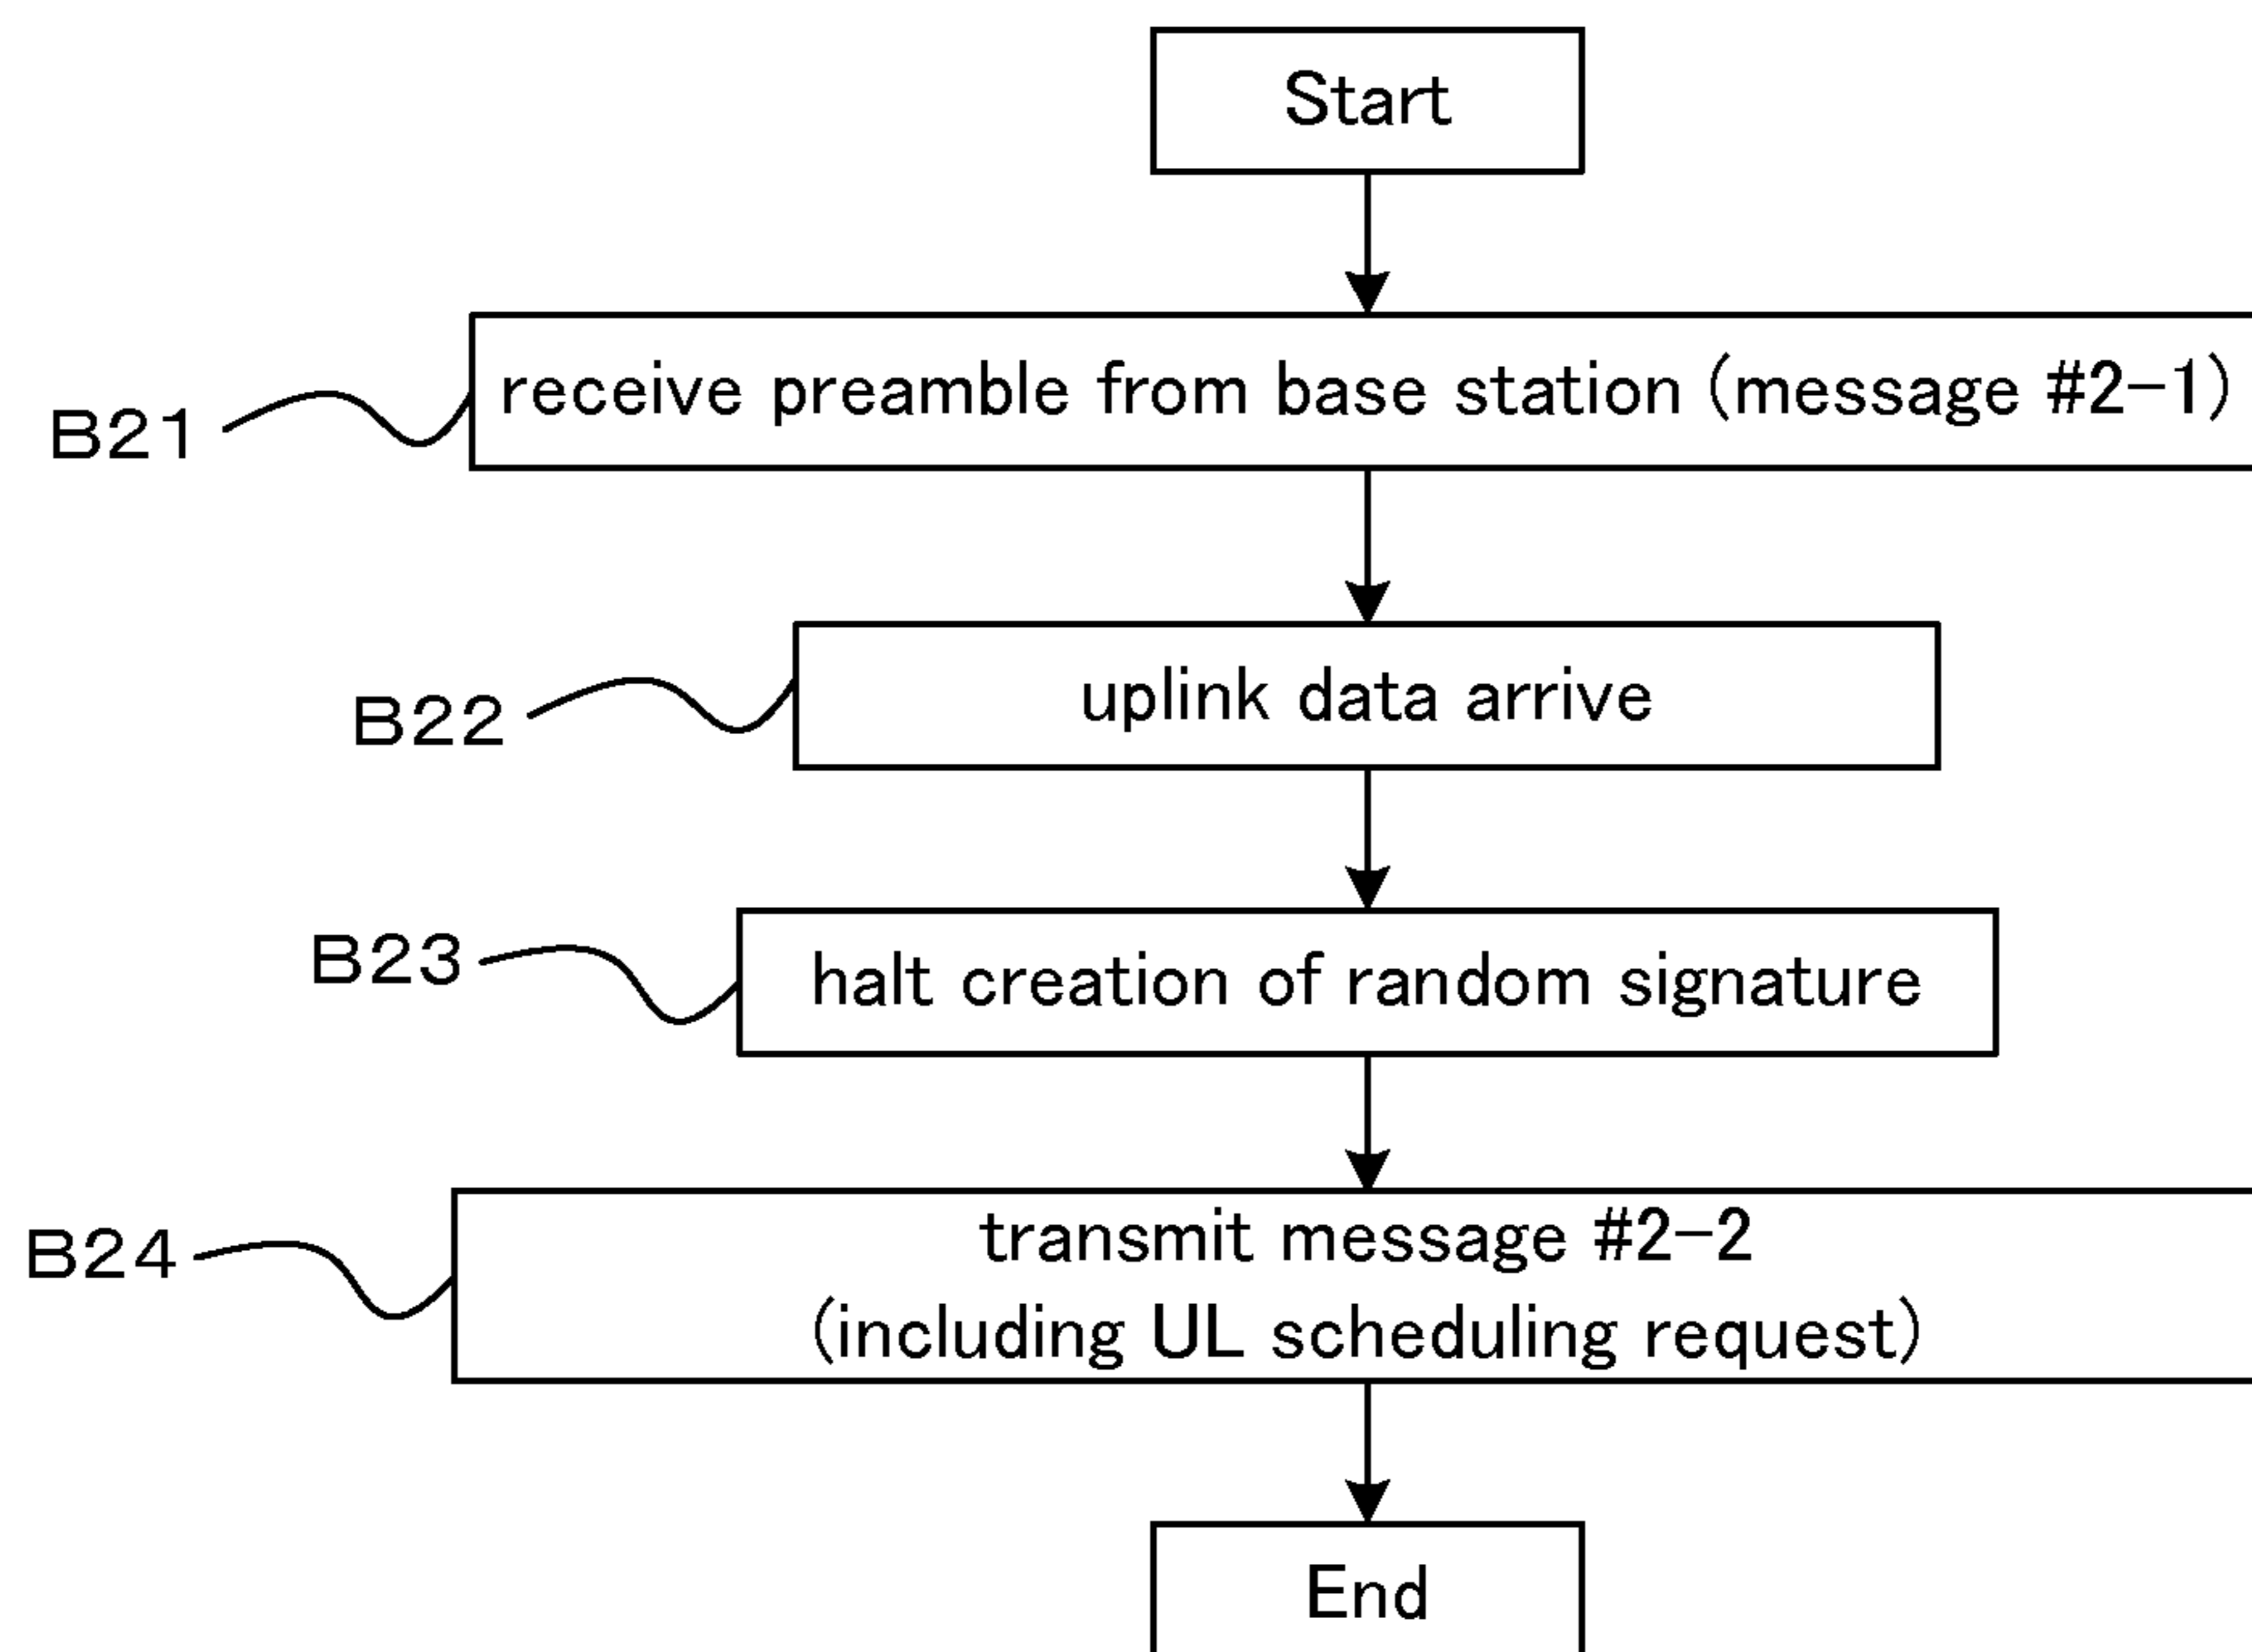 Start
B21
receive preamble from base station (message #2-1)
B22
uplink data arrive
B23
halt creation of random signature
B24
transmit message #2-2
(including UL scheduling request)
End